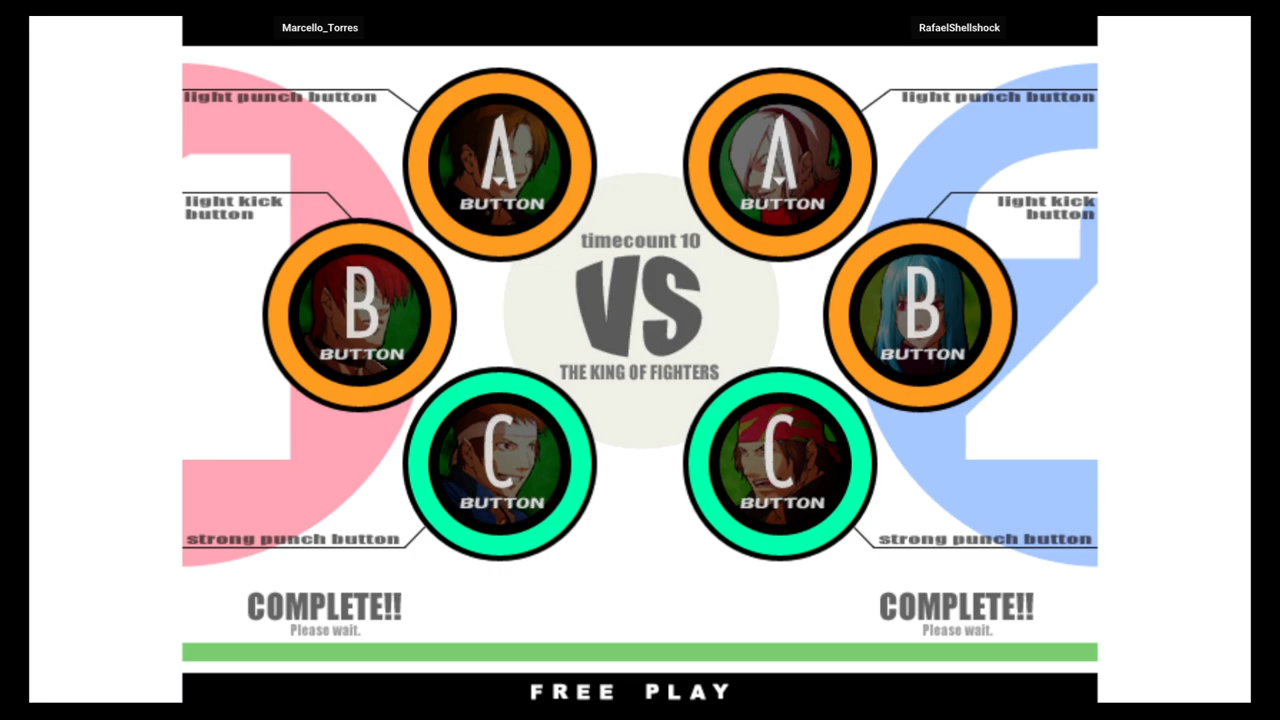 Marcello_Torres
RafaelShellshock
light punch button
A
BUTTON
A
BUTTON
light punch button
light kick
button
B
BUTTON
timecount 10
VS
THE KING OF FIGHTERS
light kick
button
B
BUTTON
1
2
C
BUTTON
C
BUTTON
strong punch button
strong punch button
COMPLETE!!
Please wait.
COMPLETE!!
Please wait.
FREE PLAY